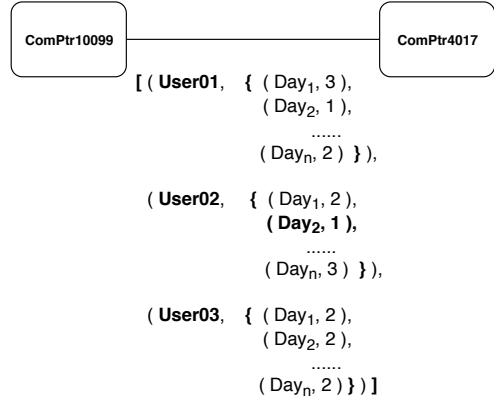 ComPtr10099 ComPtr4017
[ ( User01, { ( Day₁, 3 ),
( Day₂, 1 ),
......
( Dayₙ, 2 ) } ),
( User02, { ( Day₁, 2 ),
( Day₂, 1 ),
......
( Dayₙ, 3 ) } ),
( User03, { ( Day₁, 2 ),
( Day₂, 2 ),
......
( Dayₙ, 2 ) } ) ]